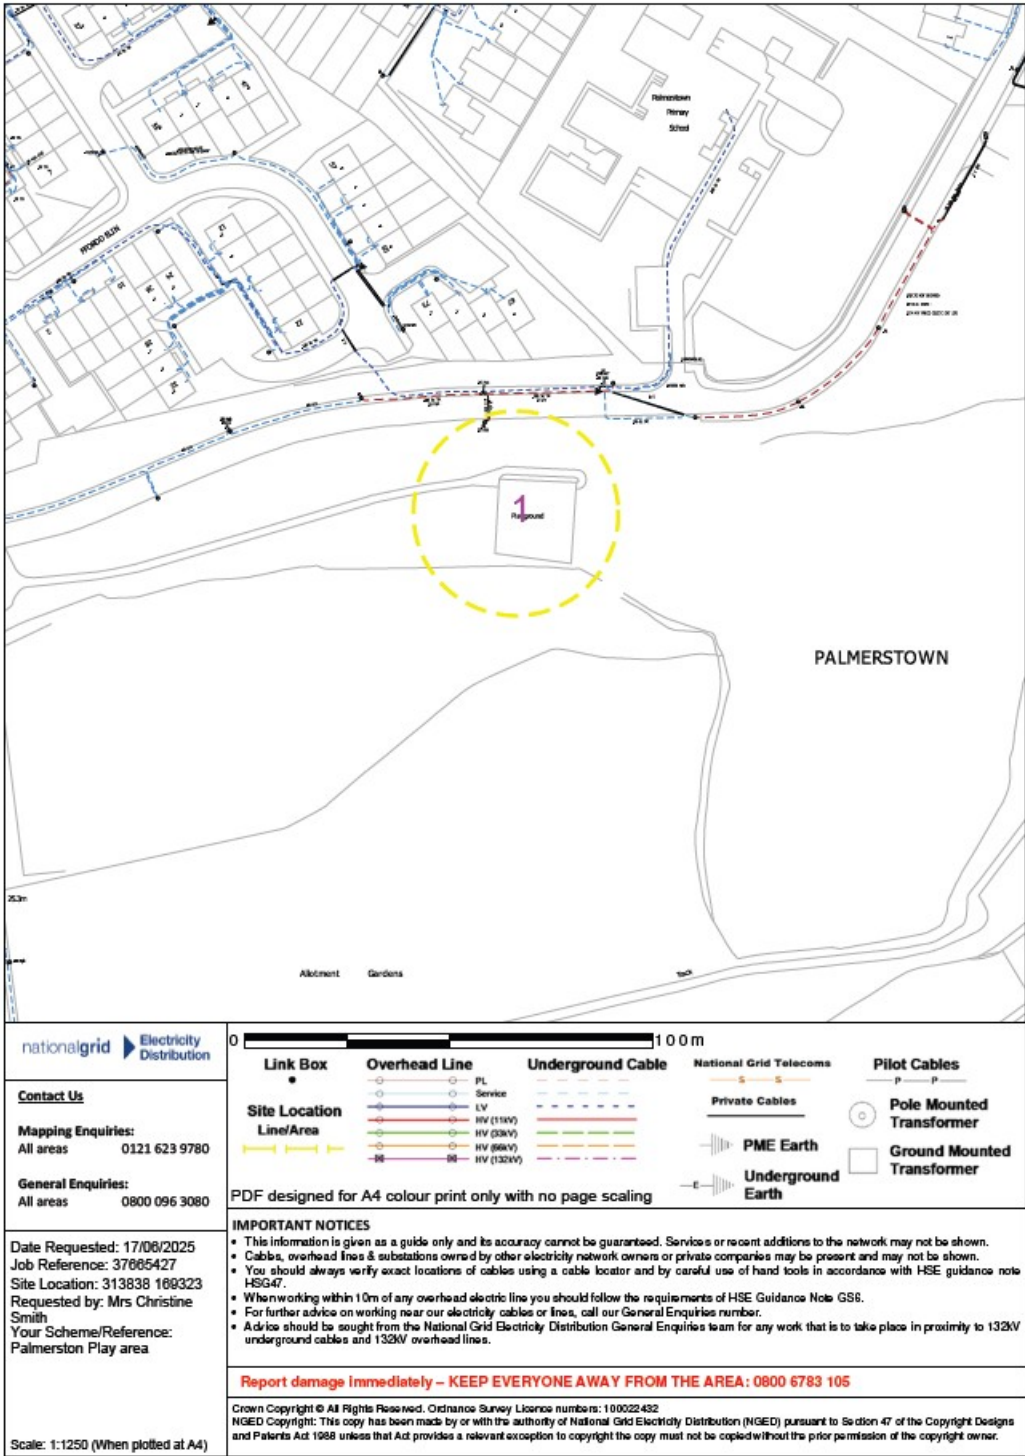 Palmerstown
Primary
School
FFORDD ELIN
1
Playground
PALMERSTOWN
25.3m
Allotment Gardens
Track
nationalgrid Electricity
Distribution
Contact Us
Mapping Enquiries:
All areas 0121 623 9780
General Enquiries:
All areas 0800 096 3080
Date Requested: 17/06/2025
Job Reference: 37665427
Site Location: 313838 169323
Requested by: Mrs Christine
Smith
Your Scheme/Reference:
Palmerston Play area
Scale: 1:1250 (When plotted at A4)
0 100m
Link Box
Site Location
Line/Area
Overhead Line
PL
Service
LV
HV (11kV)
HV (33kV)
HV (66kV)
HV (132kV)
Underground Cable
National Grid Telecoms
S S
Private Cables
PME Earth
E
Underground
Earth
Pilot Cables
P P
Pole Mounted
Transformer
Ground Mounted
Transformer
PDF designed for A4 colour print only with no page scaling
IMPORTANT NOTICES
• This information is given as a guide only and its accuracy cannot be guaranteed. Services or recent additions to the network may not be shown.
• Cables, overhead lines & substations owned by other electricity network owners or private companies may be present and may not be shown.
• You should always verify exact locations of cables using a cable locator and by careful use of hand tools in accordance with HSE guidance note
HSG47.
• When working within 10m of any overhead electric line you should follow the requirements of HSE Guidance Note GS6.
• For further advice on working near our electricity cables or lines, call our General Enquiries number.
• Advice should be sought from the National Grid Electricity Distribution General Enquiries team for any work that is to take place in proximity to 132kV
underground cables and 132kV overhead lines.
Report damage immediately – KEEP EVERYONE AWAY FROM THE AREA: 0800 6783 105
Crown Copyright © All Rights Reserved. Ordnance Survey Licence numbers: 100022432
NGED Copyright: This copy has been made by or with the authority of National Grid Electricity Distribution (NGED) pursuant to Section 47 of the Copyright Designs
and Patents Act 1988 unless that Act provides a relevant exception to copyright the copy must not be copied without the prior permission of the copyright owner.